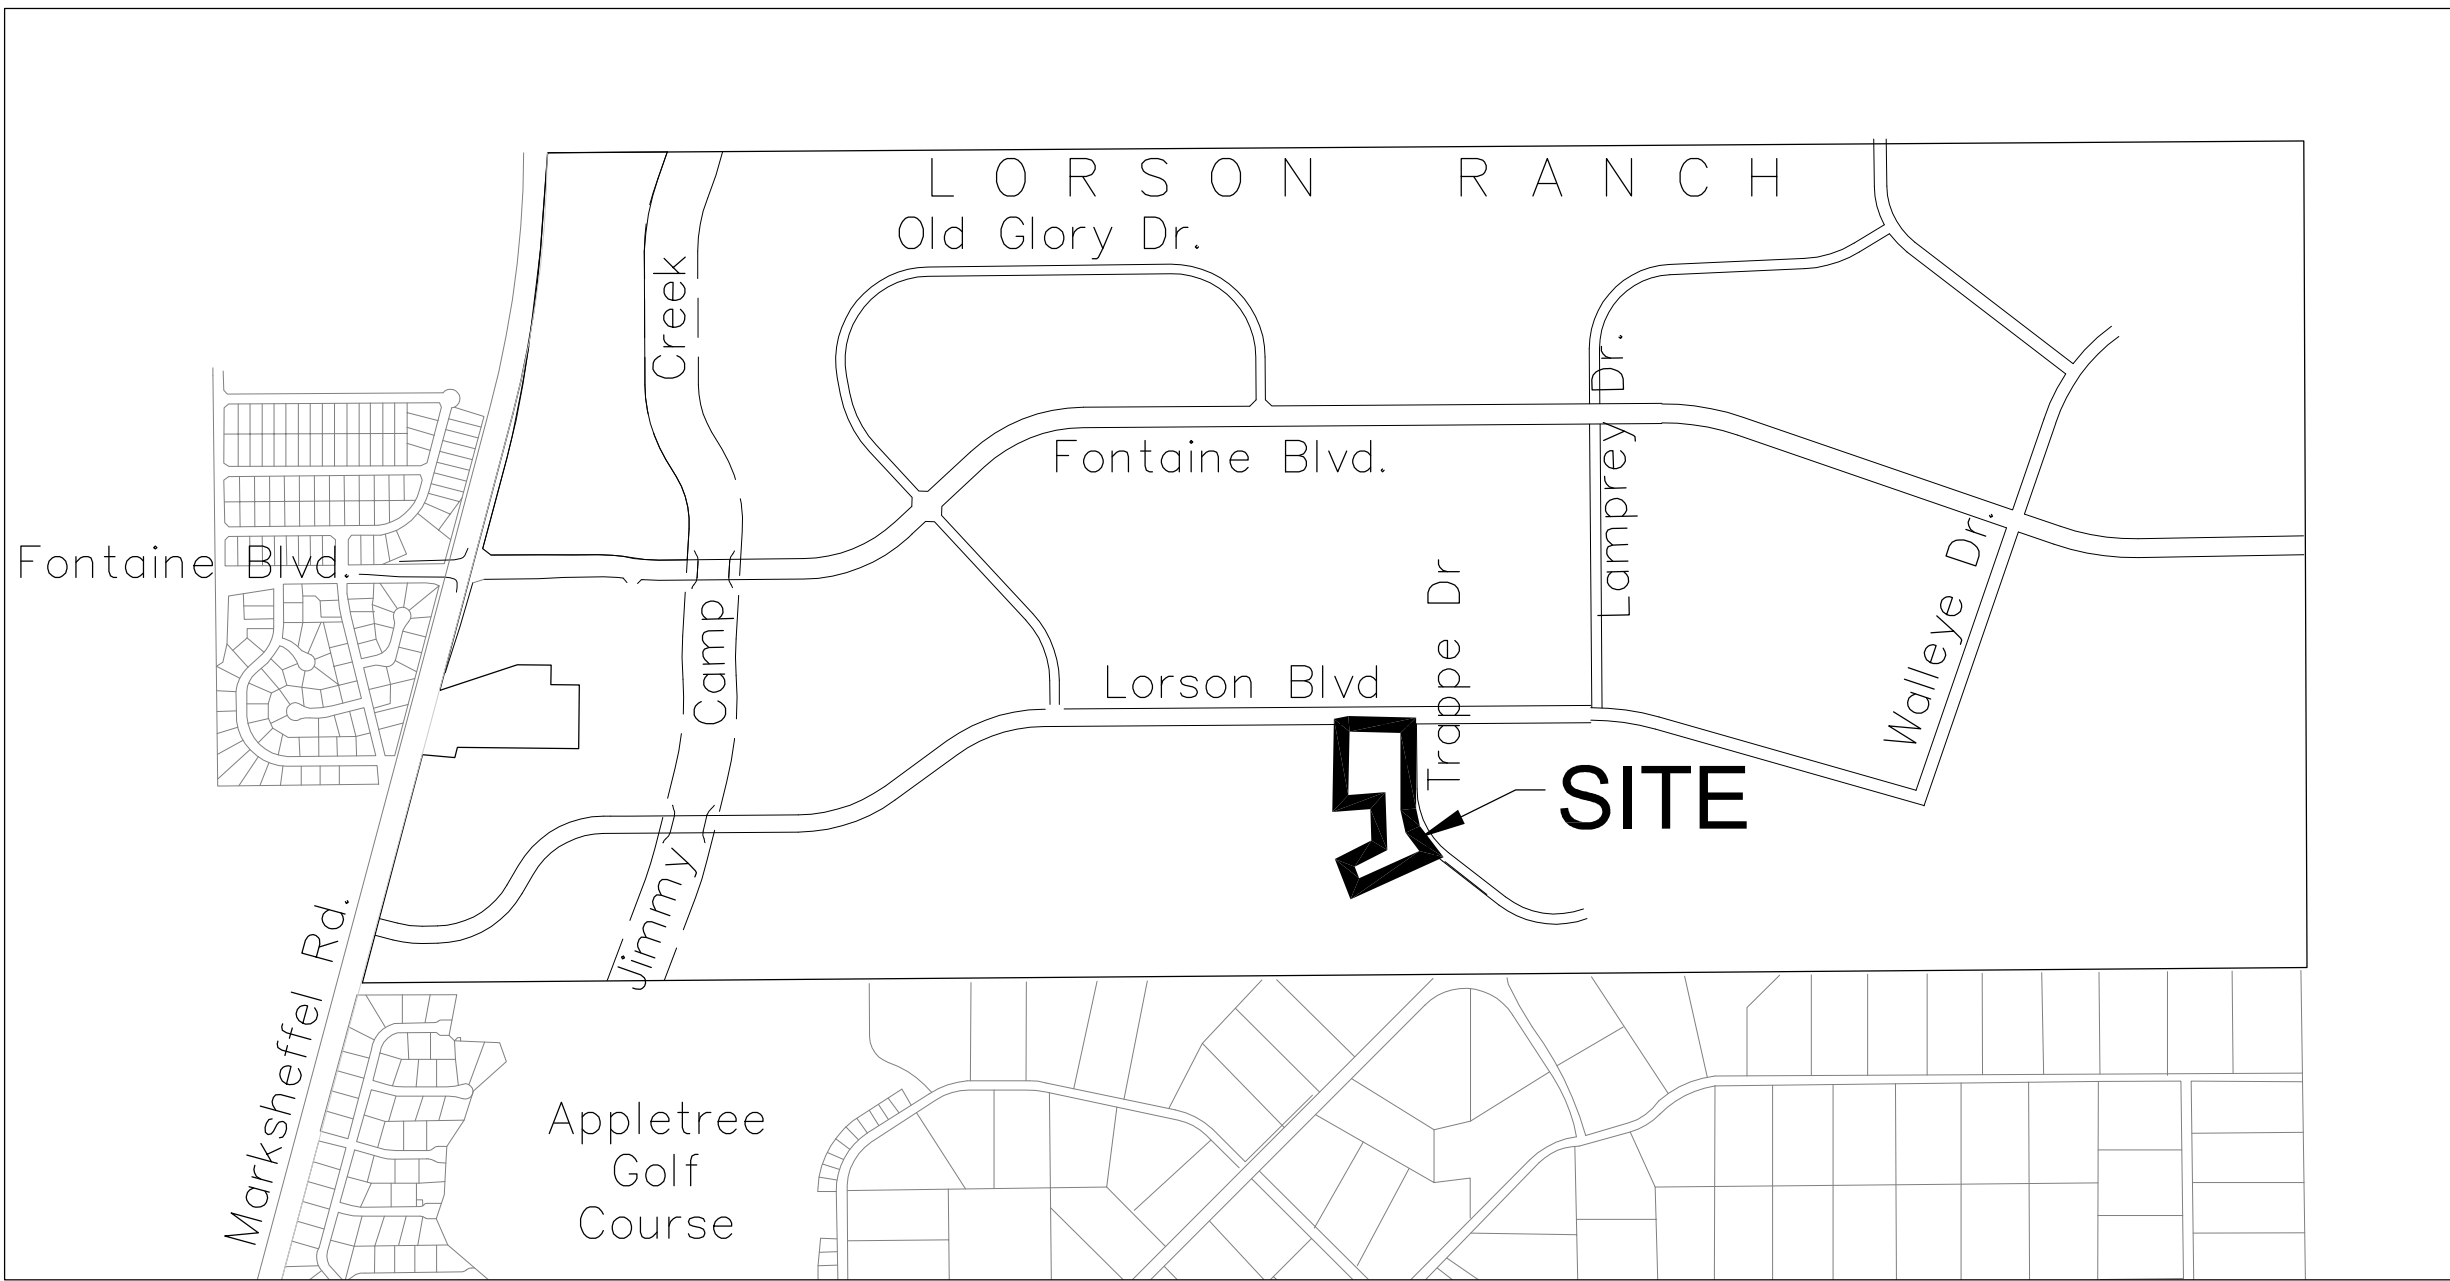 LORSON RANCH
Old Glory Dr.
Creek
Lamprey Dr.
Fontaine Blvd.
Fontaine Blvd.
Walleye Dr.
Trappe Dr
Camp
Lorson Blvd
SITE
Jimmy
Marksheffel Rd.
Appletree
Golf
Course